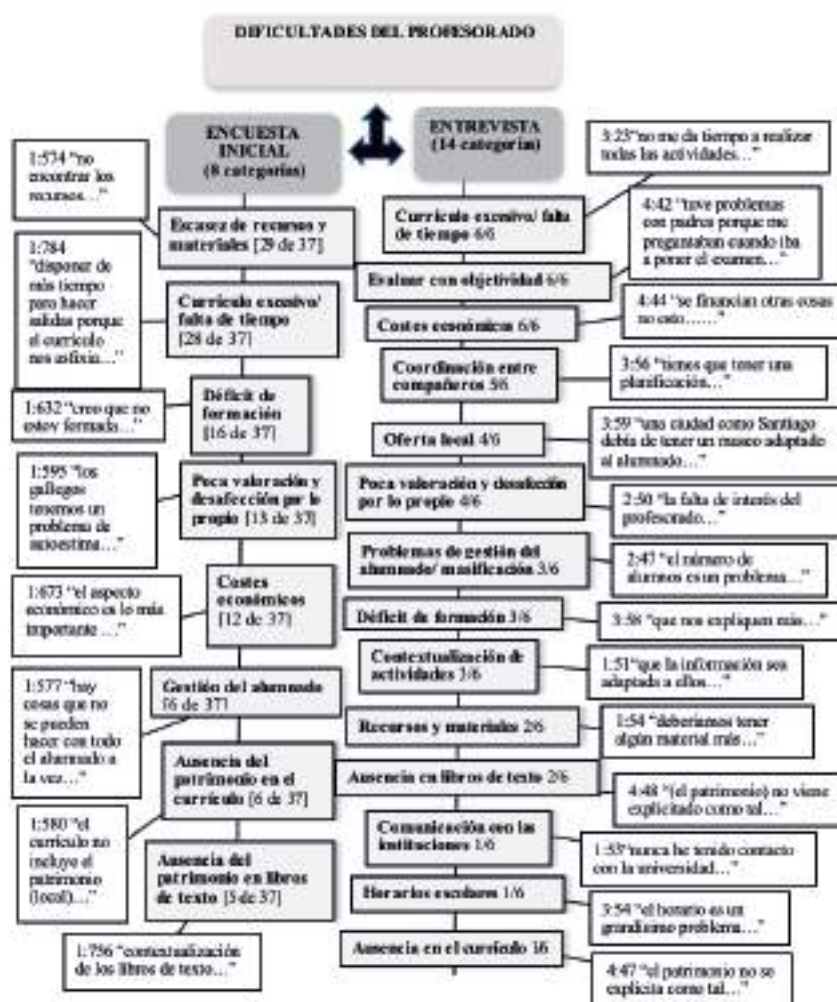 DIFICULTADES DEL PROFESORADO
ENCUESTA
INICIAL
(8 categorías)
ENTREVISTA
(14 categorías)
1:574 "no
encontrar los
recursos…"
Escasez de recursos y
materiales [29 de 37]
1:784
"disponer de
más tiempo
para hacer
salidas porque
el currículo
nos asfixia…"
Currículo excesivo/
falta de tiempo
[28 de 37]
1:632 "creo que no
estoy formada…"
Déficit de
formación
[16 de 37]
1:595 "los
gallegos
tenemos un
problema de
autoestima…"
Poca valoración y
desafección por lo
propio [13 de 37]
1:673 "el aspecto
económico es lo más
importante …"
Costes
económicos
[12 de 37]
1:577 "hay
cosas que no
se pueden
hacer con todo
el alumnado a
la vez…"
Gestión del alumnado
[6 de 37]
Ausencia del
patrimonio en el
currículo [6 de 37]
1:580 "el
currículo no
incluye el
patrimonio
(local)…"
Ausencia del
patrimonio en libros
de texto [5 de 37]
1:756 "contextualización
de los libros de texto…"
3:23"no me da tiempo a realizar
todas las actividades…"
Currículo excesivo/ falta
de tiempo 6/6
4:42 "tuve problemas
con padres porque me
preguntaban cuando iba
a poner el examen…"
Evaluar con objetividad 6/6
4:44 "se financian otras cosas
no esto……"
Costes económicos 6/6
Coordinación entre
compañeros 5/6
3:56 "tienes que tener una
planificación…"
Oferta local 4/6
3:59 "una ciudad como Santiago
debía de tener un museo adaptado
al alumnado…"
Poca valoración y desafección
por lo propio 4/6
2:50 "la falta de interés del
profesorado…"
Problemas de gestión del
alumnado/ masificación 3/6
2:47 "el número de
alumnos es un problema…"
Déficit de formación 3/6
3:58 "que nos expliquen más…"
Contextualización de
actividades 3/6
1:51"que la información sea
adaptada a ellos…"
Recursos y materiales 2/6
1:54 "deberíamos tener
algún material más…"
Ausencia en libros de texto 2/6
4:48 "(el patrimonio) no viene
explicitado como tal…"
Comunicación con las
instituciones 1/6
1:53"nunca he tenido contacto
con la universidad…"
Horarios escolares 1/6
3:54 "el horario es un
grandísimo problema…"
Ausencia en el currículo 1/6
4:47 "el patrimonio no se
explicita como tal…"